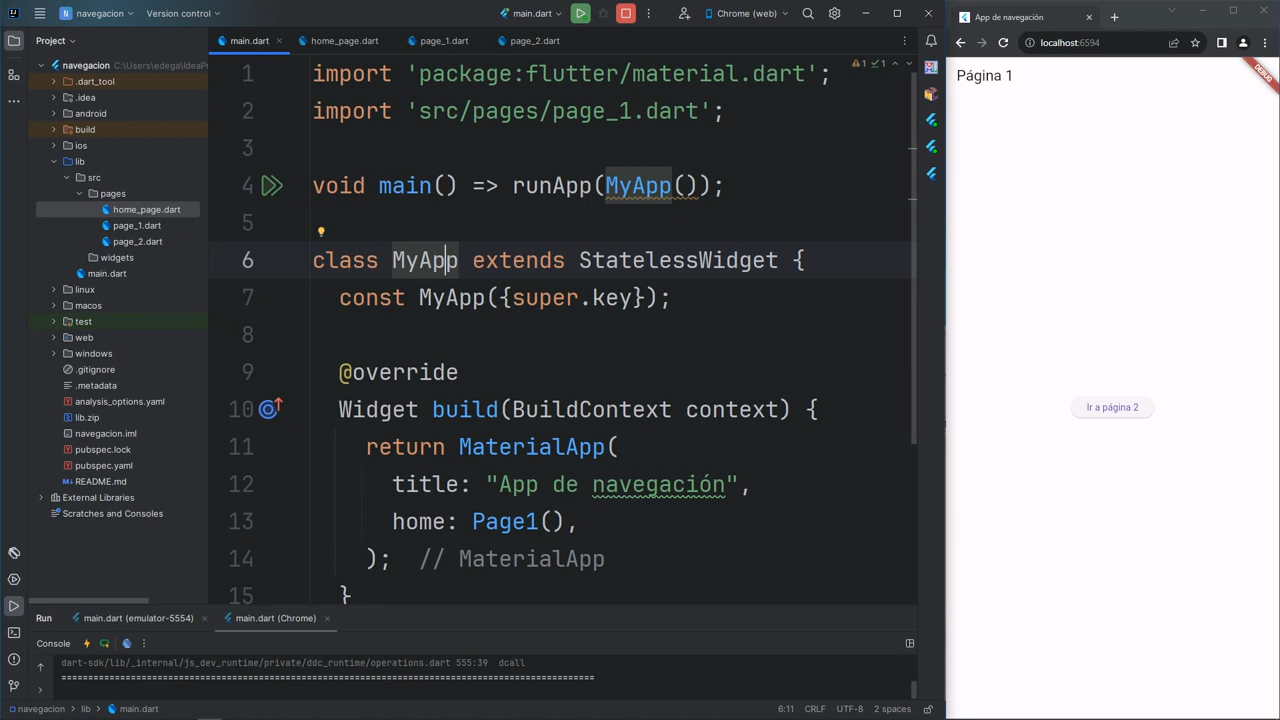 navegacion
Version control
main.dart
Chrome (web)
Project
main.dart
home_page.dart
page_1.dart
page_2.dart
navegacion C:\Users\edega\IdeaPr
.dart_tool
.idea
android
build
ios
lib
src
pages
home_page.dart
page_1.dart
page_2.dart
widgets
main.dart
linux
macos
test
web
windows
.gitignore
.metadata
analysis_options.yaml
lib.zip
navegacion.iml
pubspec.lock
pubspec.yaml
README.md
External Libraries
Scratches and Consoles
1 import 'package:flutter/material.dart';
2 import 'src/pages/page_1.dart';
3
4 void main() => runApp(MyApp());
5
6 class MyApp extends StatelessWidget {
7 const MyApp({super.key});
8
9 @override
10 Widget build(BuildContext context) {
11 return MaterialApp(
12 title: "App de navegación",
13 home: Page1(),
14 ); // MaterialApp
15 }
1 1
Run
main.dart (emulator-5554)
main.dart (Chrome)
Console
dart-sdk/lib/_internal/js_dev_runtime/private/ddc_runtime/operations.dart 555:39 dcall
====================================================================================================
navegacion > lib > main.dart
6:11 CRLF UTF-8 2 spaces
App de navegación
localhost:6594
DEBUG
Página 1
Ir a página 2